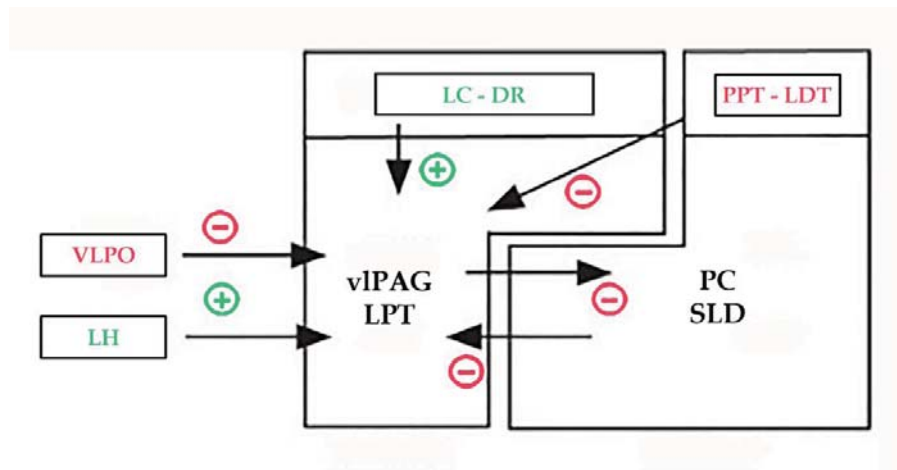 LC - DR
PPT - LDT
+
−
VLPO
−
vlPAG
LPT
PC
SLD
−
+
LH
−